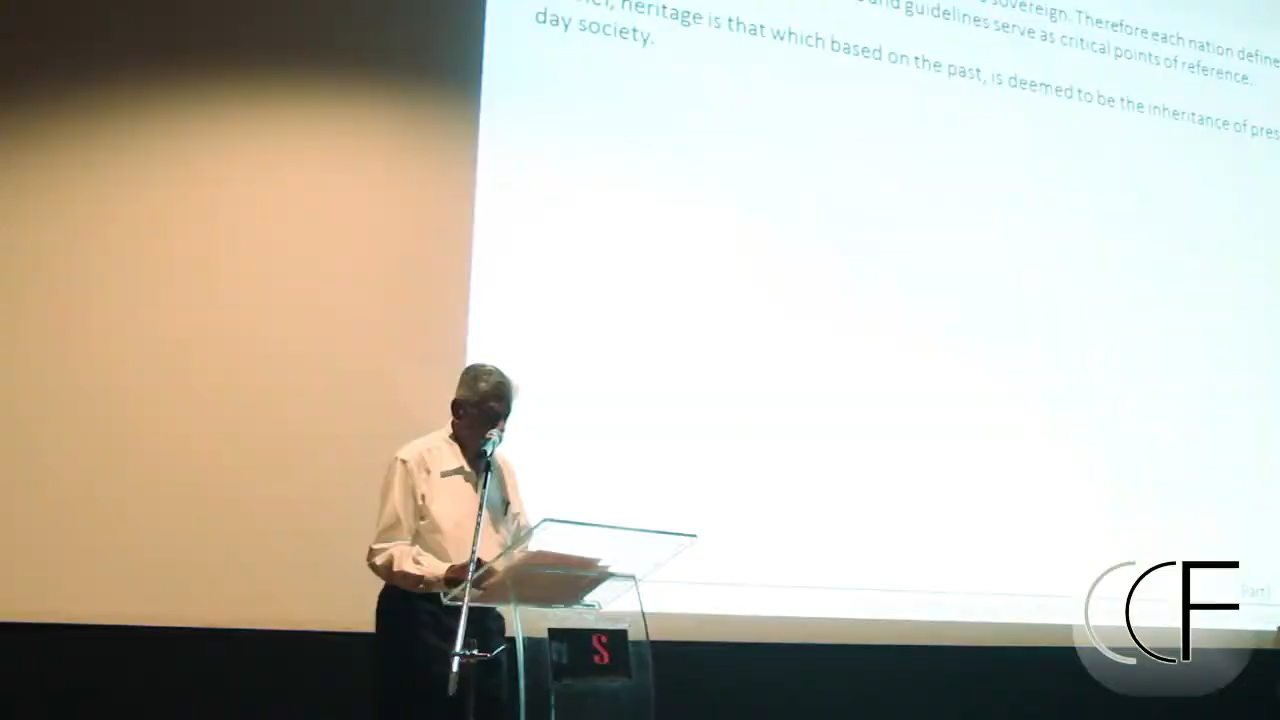 sovereign. Therefore each nation define
guidelines serve as critical points of reference.
heritage is that which based on the past, is deemed to be the inheritance of pres
day society.
Part I
S
CCF